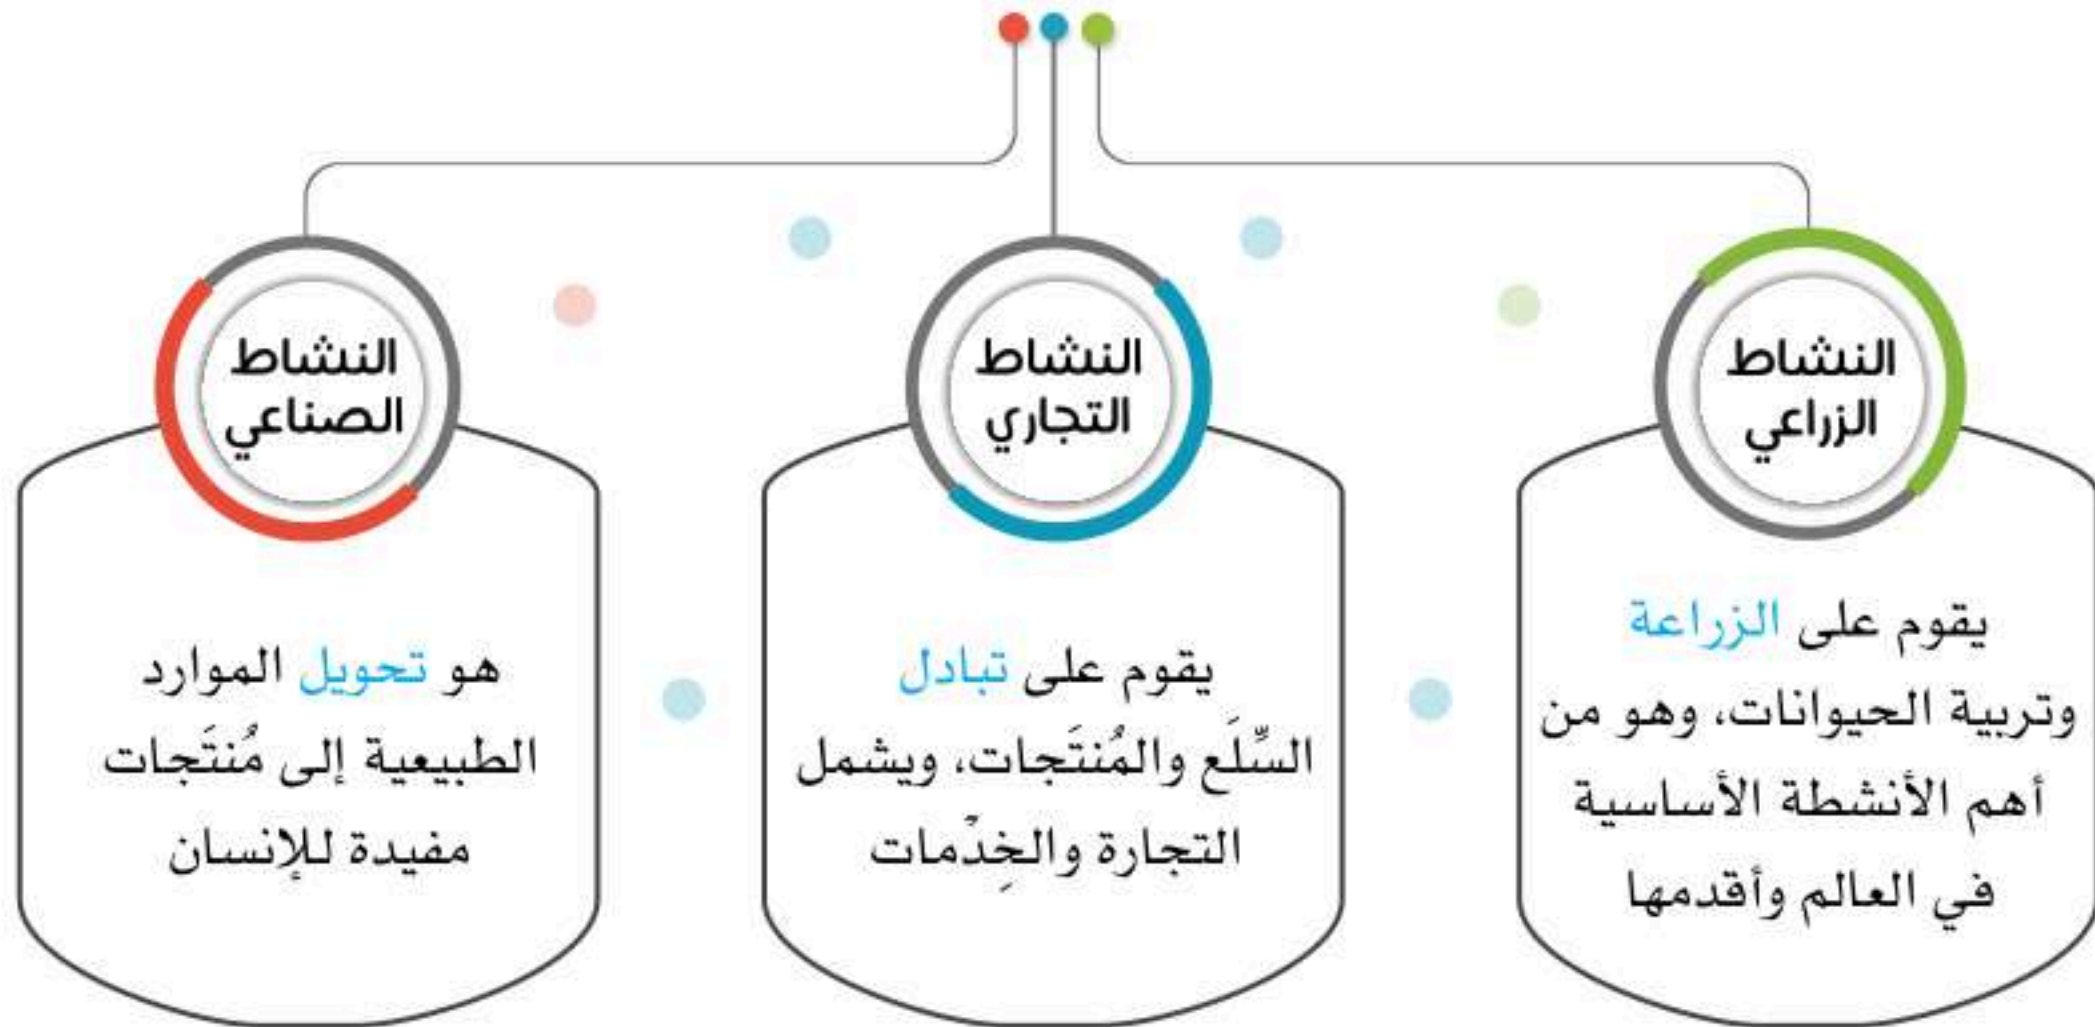 النشاط
الزراعي
يقوم على الزراعة
وتربية الحيوانات، وهو من
أهم الأنشطة الأساسية
في العالم وأقدمها
النشاط
التجاري
يقوم على تبادل
السِّلَع والمُنتَجات، ويشمل
التجارة والخِدْمات
النشاط
الصناعي
هو تحويل الموارد
الطبيعية إلى مُنتَجات
مفيدة للإنسان